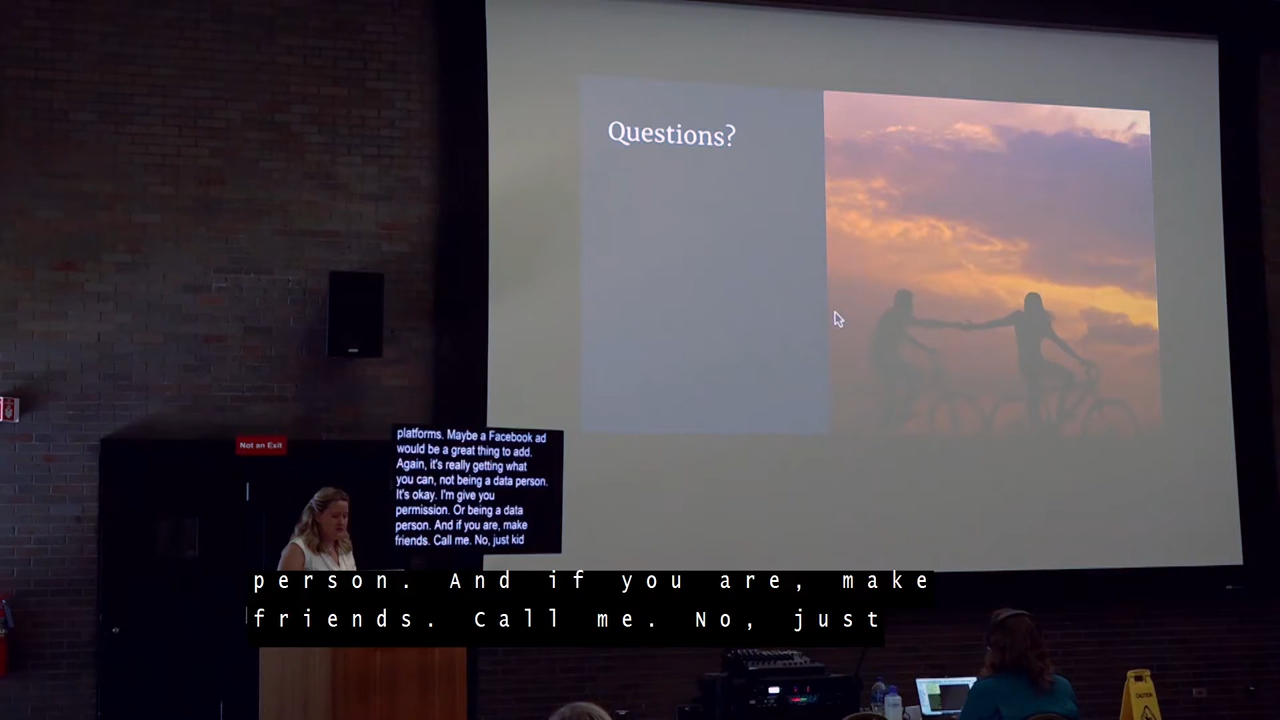 Questions?
Not an Exit
platforms. Maybe a Facebook ad
would be a great thing to add.
Again, it's really getting what
you can, not being a data person.
It's okay. I'm give you
permission. Or being a data
person. And if you are, make
friends. Call me. No, just kid
person. And if you are, make
friends. Call me. No, just
CAUTION